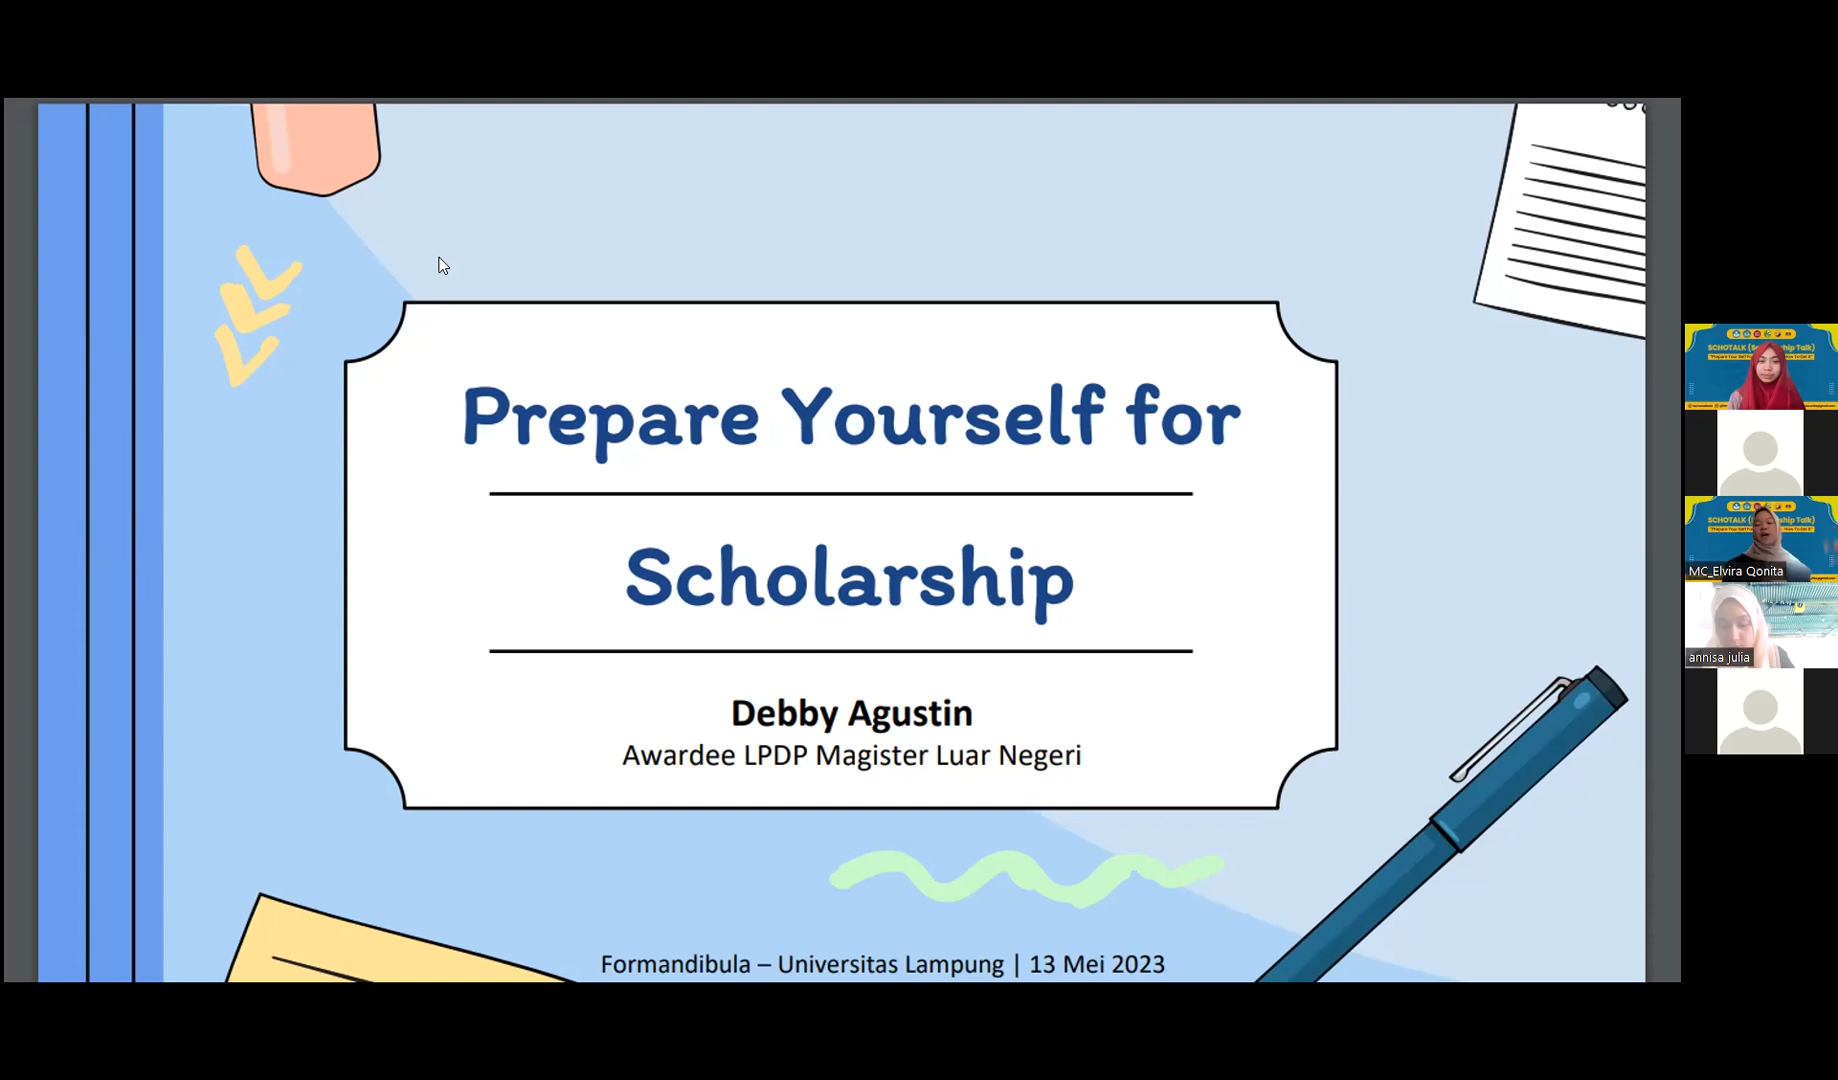 Prepare Yourself for
Scholarship
Debby Agustin
Awardee LPDP Magister Luar Negeri
Formandibula – Universitas Lampung | 13 Mei 2023
MC_Elvira Qonita
annisa julia